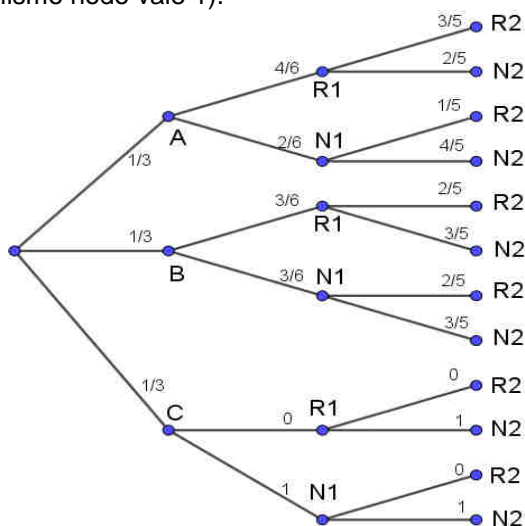 mismo nodo vale 1).
3/5 R2
4/6 2/5 N2
R1
1/5 R2
A 2/6 N1 4/5 N2
1/3
3/6 2/5 R2
R1
1/3 3/5 N2
B 3/6 N1 2/5 R2
3/5 N2
1/3 0 R2
C 0 R1 1 N2
0 R2
1 N1 1 N2